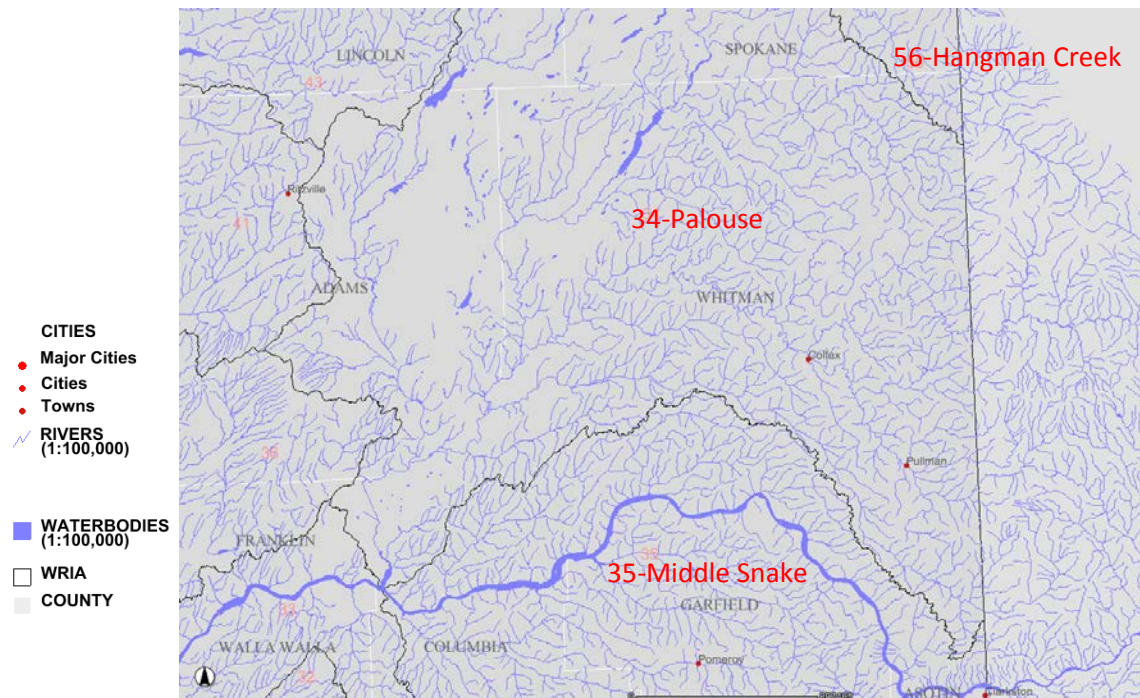 LINCOLN
SPOKANE
56-Hangman Creek
43
Ritzville
34-Palouse
41
ADAMS
WHITMAN
CITIES
Major Cities
Cities
Towns
RIVERS
(1:100,000)
Colfax
Pullman
WATERBODIES
(1:100,000)
FRANKLIN
35
35-Middle Snake
WRIA
COUNTY
33
GARFIELD
WALLA WALLA
COLUMBIA
32
Pomeroy
ASOTIN
Clarkston